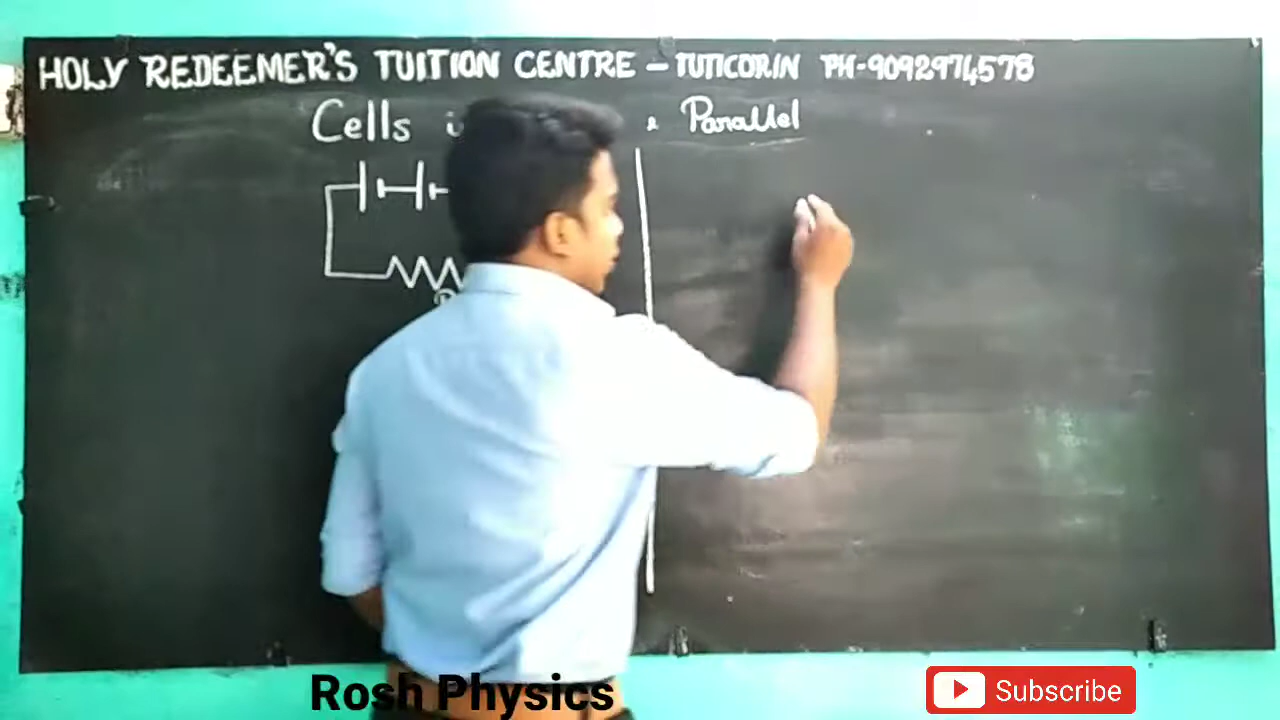 HOLY REDEEMER'S TUITION CENTRE - TUTICORIN PH-9092974578
Cells Parallel
Rosh Physics
Subscribe